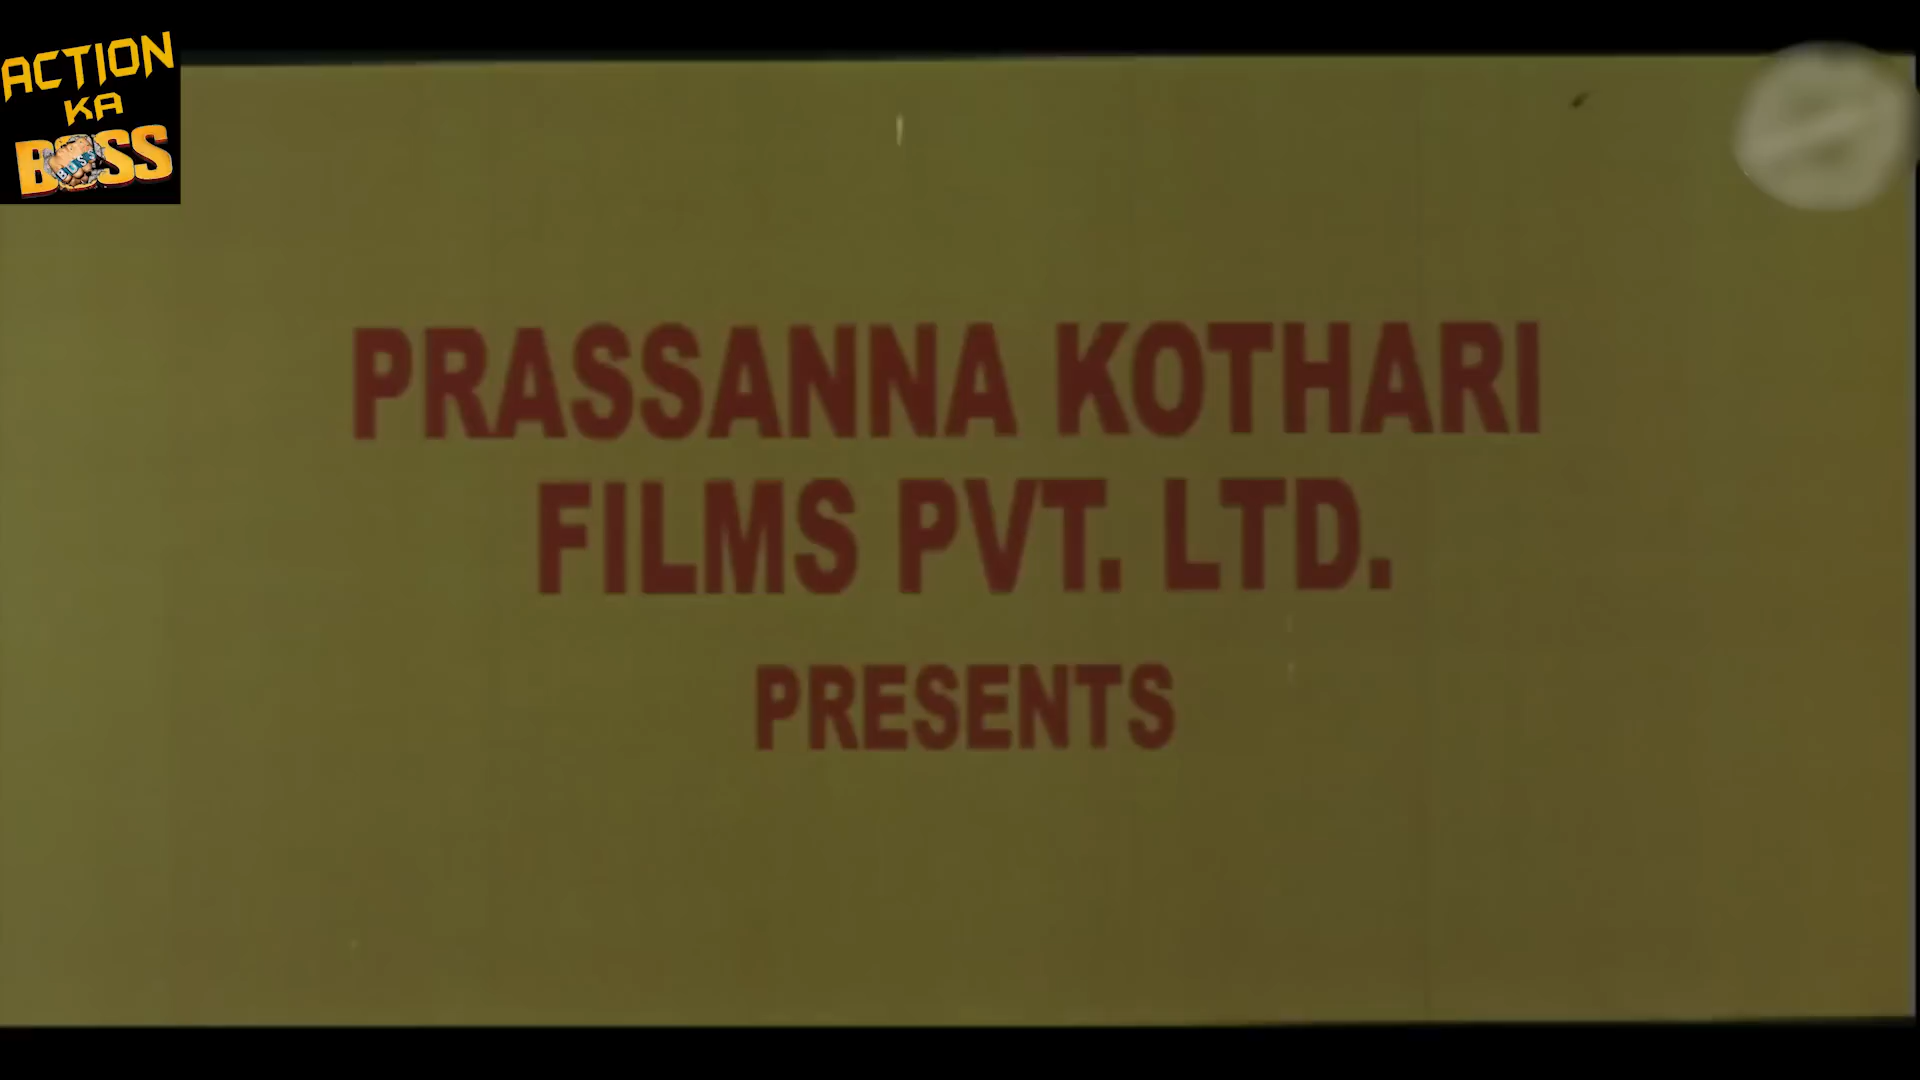 ACTION
KA
BOSS
PRASSANNA KOTHARI
FILMS PVT. LTD.
PRESENTS